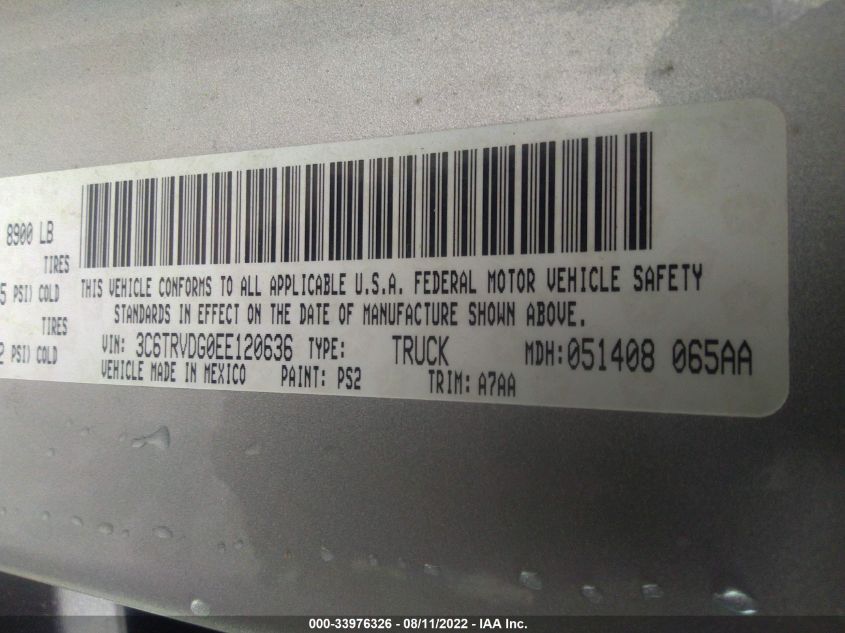 8900 LB
TIRES
5 PSI) COLD
TIRES
2 PSI) COLD
THIS VEHICLE CONFORMS TO ALL APPLICABLE U.S.A. FEDERAL MOTOR VEHICLE SAFETY
STANDARDS IN EFFECT ON THE DATE OF MANUFACTURE SHOWN ABOVE.
VIN: 3C6TRVDG0EE120636 TYPE: TRUCK MDH: 051408 065AA
VEHICLE MADE IN MEXICO PAINT: PS2 TRIM: A7AA
000-33976326 - 08/11/2022 - IAA Inc.